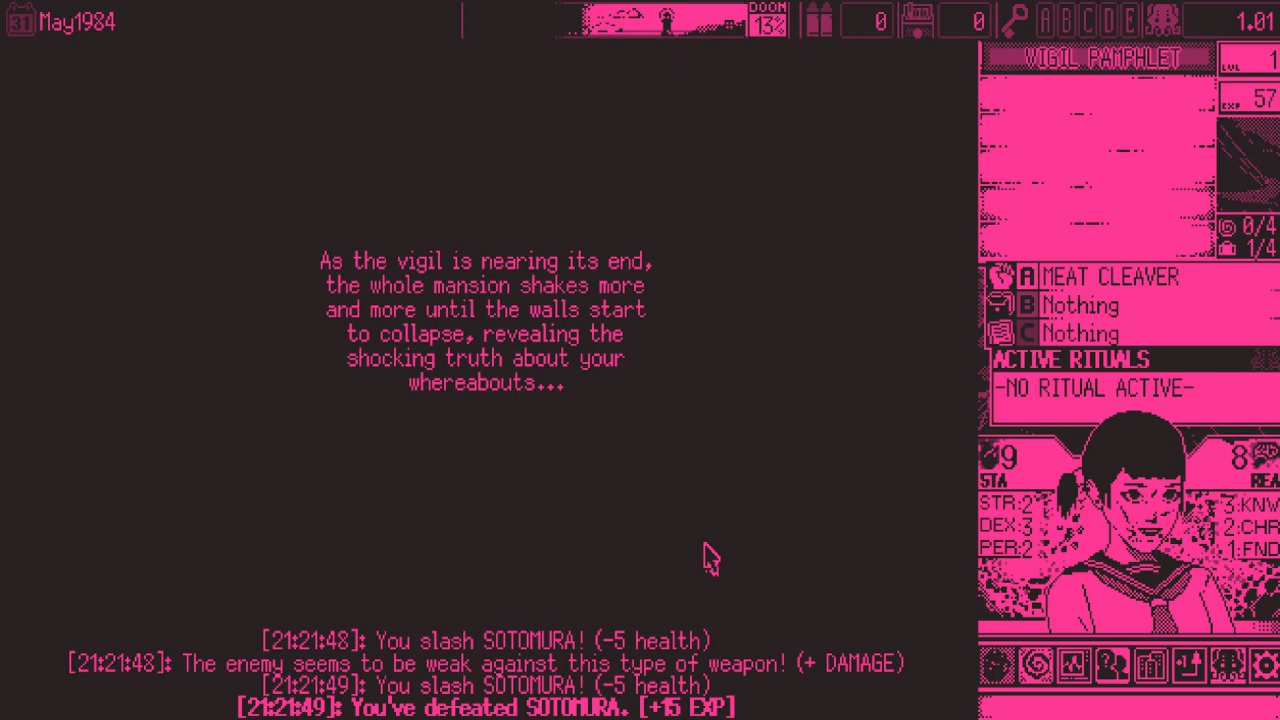 31 May1984
DOOM
13%
0
0
A B C D E
1.01
VIGIL PAMPHLET
LVL 1
EXP 57
0/4
1/4
A MEAT CLEAVER
B Nothing
C Nothing
ACTIVE RITUALS
-NO RITUAL ACTIVE-
9
8
STA
REA
STR:2
3:KNW
DEX:3
2:CHR
PER:2
1:FND
As the vigil is nearing its end,
the whole mansion shakes more
and more until the walls start
to collapse, revealing the
shocking truth about your
whereabouts...
[21:21:48]: You slash SOTOMURA! (-5 health)
[21:21:48]: The enemy seems to be weak against this type of weapon! (+ DAMAGE)
[21:21:49]: You slash SOTOMURA! (-5 health)
[21:21:49]: You've defeated SOTOMURA. [+15 EXP]